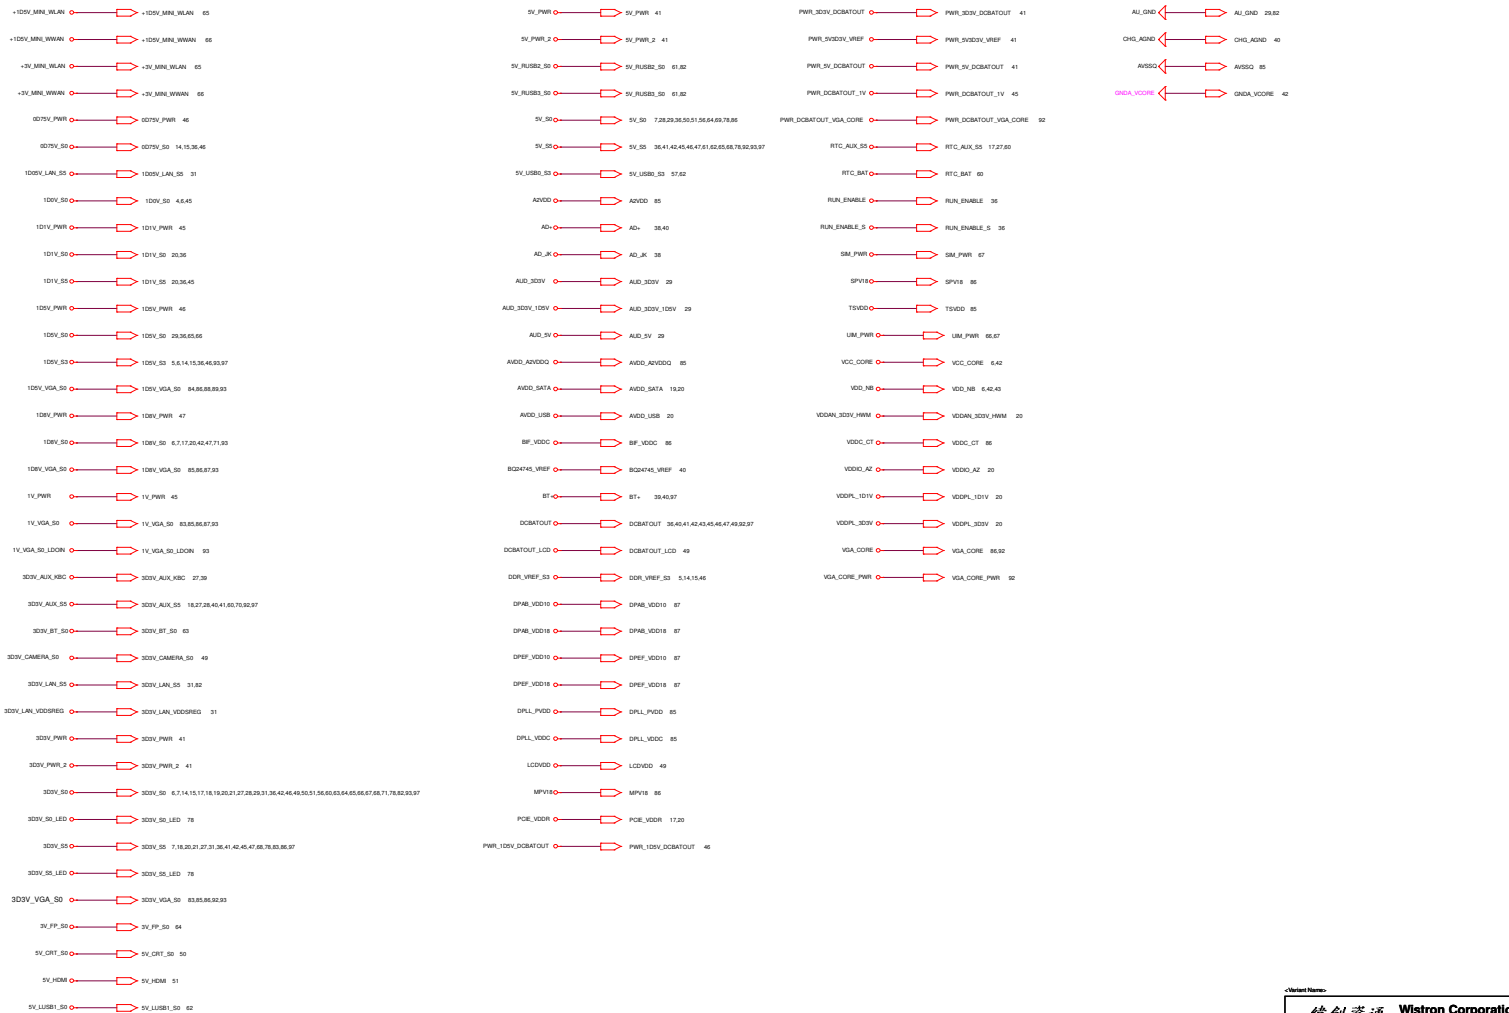 +1D5V_MINI_WLAN +1D5V_MINI_WLAN 65
+1D5V_MINI_WWAN +1D5V_MINI_WWAN 66
+3V_MINI_WLAN +3V_MINI_WLAN 65
+3V_MINI_WWAN +3V_MINI_WWAN 66
0D75V_PWR 0D75V_PWR 46
0D75V_S0 0D75V_S0 14,15,36,46
1D05V_LAN_S5 1D05V_LAN_S5 31
1D0V_S0 1D0V_S0 4,6,45
1D1V_PWR 1D1V_PWR 45
1D1V_S0 1D1V_S0 20,36
1D1V_S5 1D1V_S5 20,36,45
1D5V_PWR 1D5V_PWR 46
1D5V_S0 1D5V_S0 29,36,65,66
1D5V_S3 1D5V_S3 5,6,14,15,36,46,93,97
1D5V_VGA_S0 1D5V_VGA_S0 84,86,88,89,93
1D8V_PWR 1D8V_PWR 47
1D8V_S0 1D8V_S0 6,7,17,20,42,47,71,93
1D8V_VGA_S0 1D8V_VGA_S0 85,86,87,93
1V_PWR 1V_PWR 45
1V_VGA_S0 1V_VGA_S0 83,85,86,87,93
1V_VGA_S0_LDOIN 1V_VGA_S0_LDOIN 93
3D3V_AUX_KBC 3D3V_AUX_KBC 27,39
3D3V_AUX_S5 3D3V_AUX_S5 18,27,28,40,41,60,70,92,97
3D3V_BT_S0 3D3V_BT_S0 63
3D3V_CAMERA_S0 3D3V_CAMERA_S0 49
3D3V_LAN_S5 3D3V_LAN_S5 31,82
3D3V_LAN_VDDSREG 3D3V_LAN_VDDSREG 31
3D3V_PWR 3D3V_PWR 41
3D3V_PWR_2 3D3V_PWR_2 41
3D3V_S0 3D3V_S0 6,7,14,15,17,18,19,20,21,27,28,29,31,36,42,46,49,50,51,56,60,63,64,65,66,67,68,71,78,82,93,97
3D3V_S0_LED 3D3V_S0_LED 78
3D3V_S5 3D3V_S5 7,18,20,21,27,31,36,41,42,45,47,68,78,83,86,97
3D3V_S5_LED 3D3V_S5_LED 78
3D3V_VGA_S0 3D3V_VGA_S0 83,85,86,92,93
3V_FP_S0 3V_FP_S0 64
5V_CRT_S0 5V_CRT_S0 50
5V_HDMI 5V_HDMI 51
5V_LUSB1_S0 5V_LUSB1_S0 62
5V_PWR 5V_PWR 41
5V_PWR_2 5V_PWR_2 41
5V_RUSB2_S0 5V_RUSB2_S0 61,82
5V_RUSB3_S0 5V_RUSB3_S0 61,82
5V_S0 5V_S0 7,28,29,36,50,51,56,64,69,78,86
5V_S5 5V_S5 36,41,42,45,46,47,61,62,65,68,78,92,93,97
5V_USB0_S3 5V_USB0_S3 57,62
A2VDD A2VDD 85
AD+ AD+ 38,40
AD_JK AD_JK 38
AUD_3D3V AUD_3D3V 29
AUD_3D3V_1D5V AUD_3D3V_1D5V 29
AUD_5V AUD_5V 29
AVDD_A2VDDQ AVDD_A2VDDQ 85
AVDD_SATA AVDD_SATA 19,20
AVDD_USB AVDD_USB 20
BIF_VDDC BIF_VDDC 86
BQ24745_VREF BQ24745_VREF 40
BT+ BT+ 39,40,97
DCBATOUT DCBATOUT 36,40,41,42,43,45,46,47,49,92,97
DCBATOUT_LCD DCBATOUT_LCD 49
DDR_VREF_S3 DDR_VREF_S3 5,14,15,46
DPAB_VDD10 DPAB_VDD10 87
DPAB_VDD18 DPAB_VDD18 87
DPEF_VDD10 DPEF_VDD10 87
DPEF_VDD18 DPEF_VDD18 87
DPLL_PVDD DPLL_PVDD 85
DPLL_VDDC DPLL_VDDC 85
LCDVDD LCDVDD 49
MPV18 MPV18 86
PCIE_VDDR PCIE_VDDR 17,20
PWR_1D5V_DCBATOUT PWR_1D5V_DCBATOUT 46
PWR_3D3V_DCBATOUT PWR_3D3V_DCBATOUT 41
PWR_5V3D3V_VREF PWR_5V3D3V_VREF 41
PWR_5V_DCBATOUT PWR_5V_DCBATOUT 41
PWR_DCBATOUT_1V PWR_DCBATOUT_1V 45
PWR_DCBATOUT_VGA_CORE PWR_DCBATOUT_VGA_CORE 92
RTC_AUX_S5 RTC_AUX_S5 17,27,60
RTC_BAT RTC_BAT 60
RUN_ENABLE RUN_ENABLE 36
RUN_ENABLE_S RUN_ENABLE_S 36
SIM_PWR SIM_PWR 67
SPV18 SPV18 86
TSVDD TSVDD 85
UIM_PWR UIM_PWR 66,67
VCC_CORE VCC_CORE 6,42
VDD_NB VDD_NB 6,42,43
VDDAN_3D3V_HWM VDDAN_3D3V_HWM 20
VDDC_CT VDDC_CT 86
VDDIO_AZ VDDIO_AZ 20
VDDPL_1D1V VDDPL_1D1V 20
VDDPL_3D3V VDDPL_3D3V 20
VGA_CORE VGA_CORE 86,92
VGA_CORE_PWR VGA_CORE_PWR 92
AU_GND AU_GND 29,82
CHG_AGND CHG_AGND 40
AVSSQ AVSSQ 85
GNDA_VCORE GNDA_VCORE 42
<Variant Name>
Wistron Corporatio